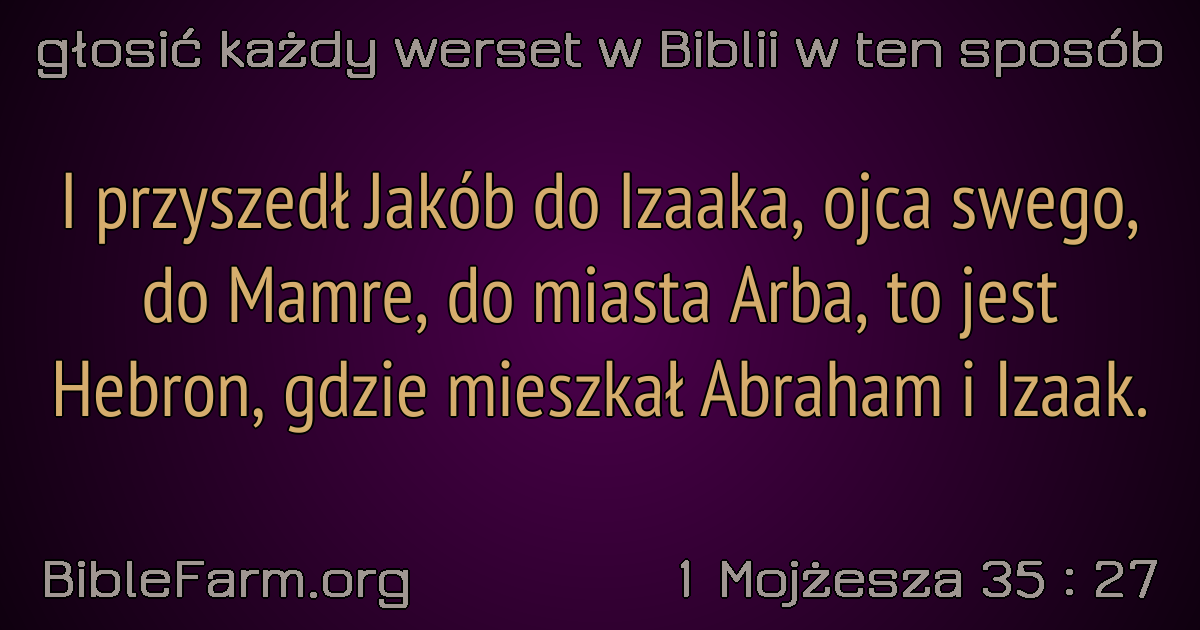 głosić każdy werset w Biblii w ten sposób
I przyszedł Jakób do Izaaka, ojca swego,
do Mamre, do miasta Arba, to jest
Hebron, gdzie mieszkał Abraham i Izaak.
BibleFarm.org
1 Mojżesza 35 : 27